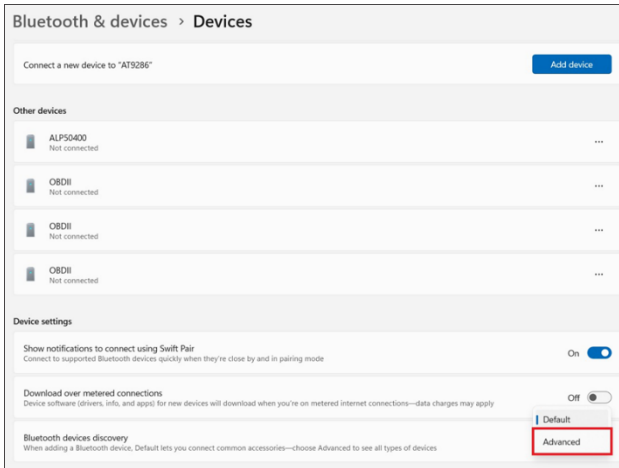 Bluetooth & devices > Devices
Connect a new device to "AT9286"
Add device
Other devices
ALPS0400
Not connected
...
OBDII
Not connected
...
OBDII
Not connected
...
OBDII
Not connected
...
Device settings
Show notifications to connect using Swift Pair
Connect to supported Bluetooth devices quickly when they're close by and in pairing mode
On
Download over metered connections
Device software (drivers, info, and apps) for new devices will download when you're on metered internet connections—data charges may apply
Off
Default
Bluetooth devices discovery
When adding a Bluetooth device, Default lets you connect common accessories—choose Advanced to see all types of devices
Advanced